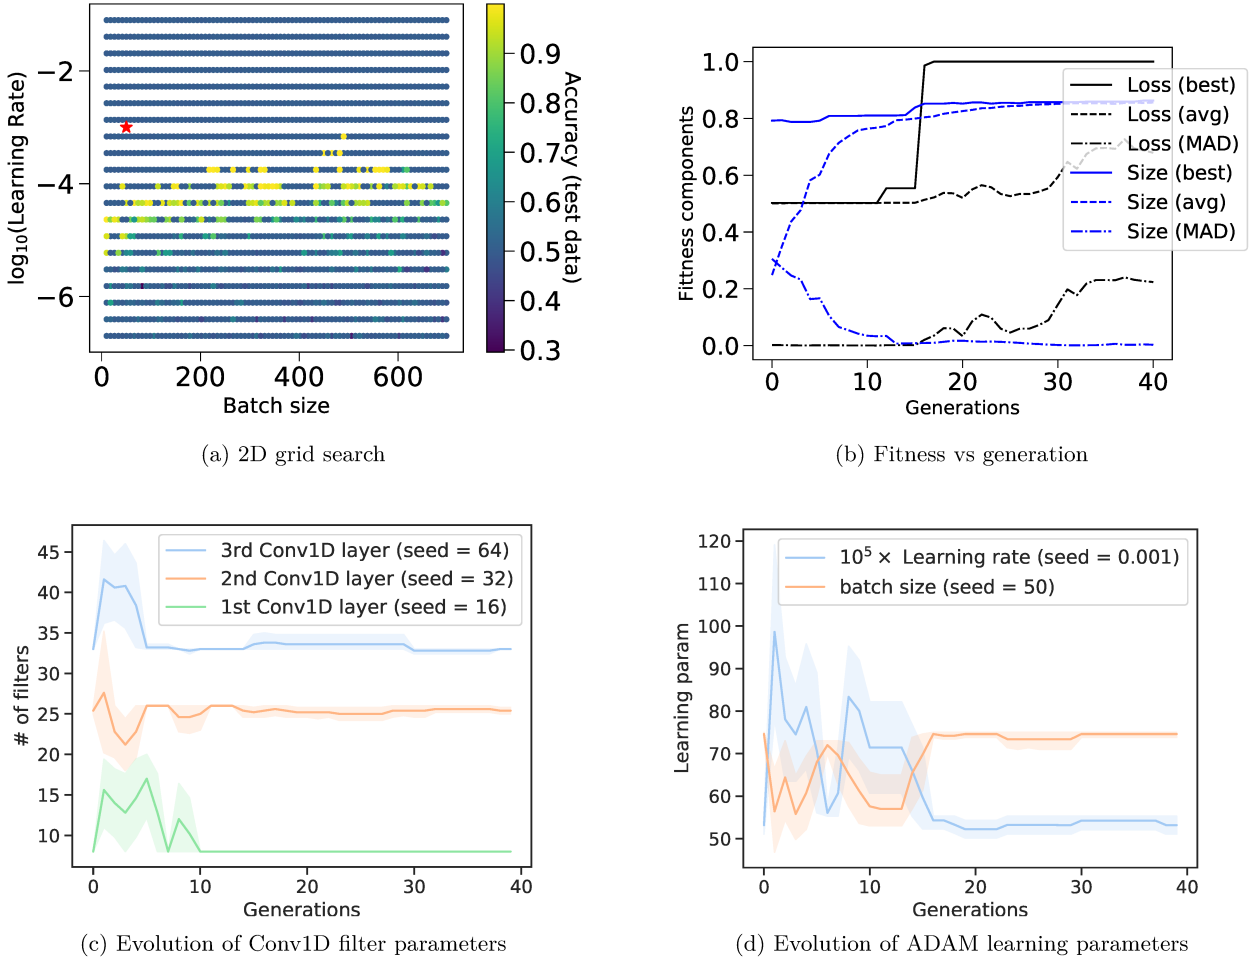 −2
−4
−6
log10(Learning Rate)
0
200
400
600
Batch size
0.9
0.8
0.7
0.6
0.5
0.4
0.3
Accuracy (test data)
(a) 2D grid search
1.0
0.8
0.6
0.4
0.2
0.0
Fittness components
0
10
20
30
40
Generations
Loss (best)
Loss (avg)
Loss (MAD)
Size (best)
Size (avg)
Size (MAD)
(b) Fitness vs generation
45
40
35
30
25
20
15
10
# of filters
0
10
20
30
40
Generations
3rd Conv1D layer (seed = 64)
2nd Conv1D layer (seed = 32)
1st Conv1D layer (seed = 16)
(c) Evolution of Conv1D filter parameters
120
110
100
90
80
70
60
50
Learning param
0
10
20
30
40
Generations
10⁵ × Learning rate (seed = 0.001)
batch size (seed = 50)
(d) Evolution of ADAM learning parameters